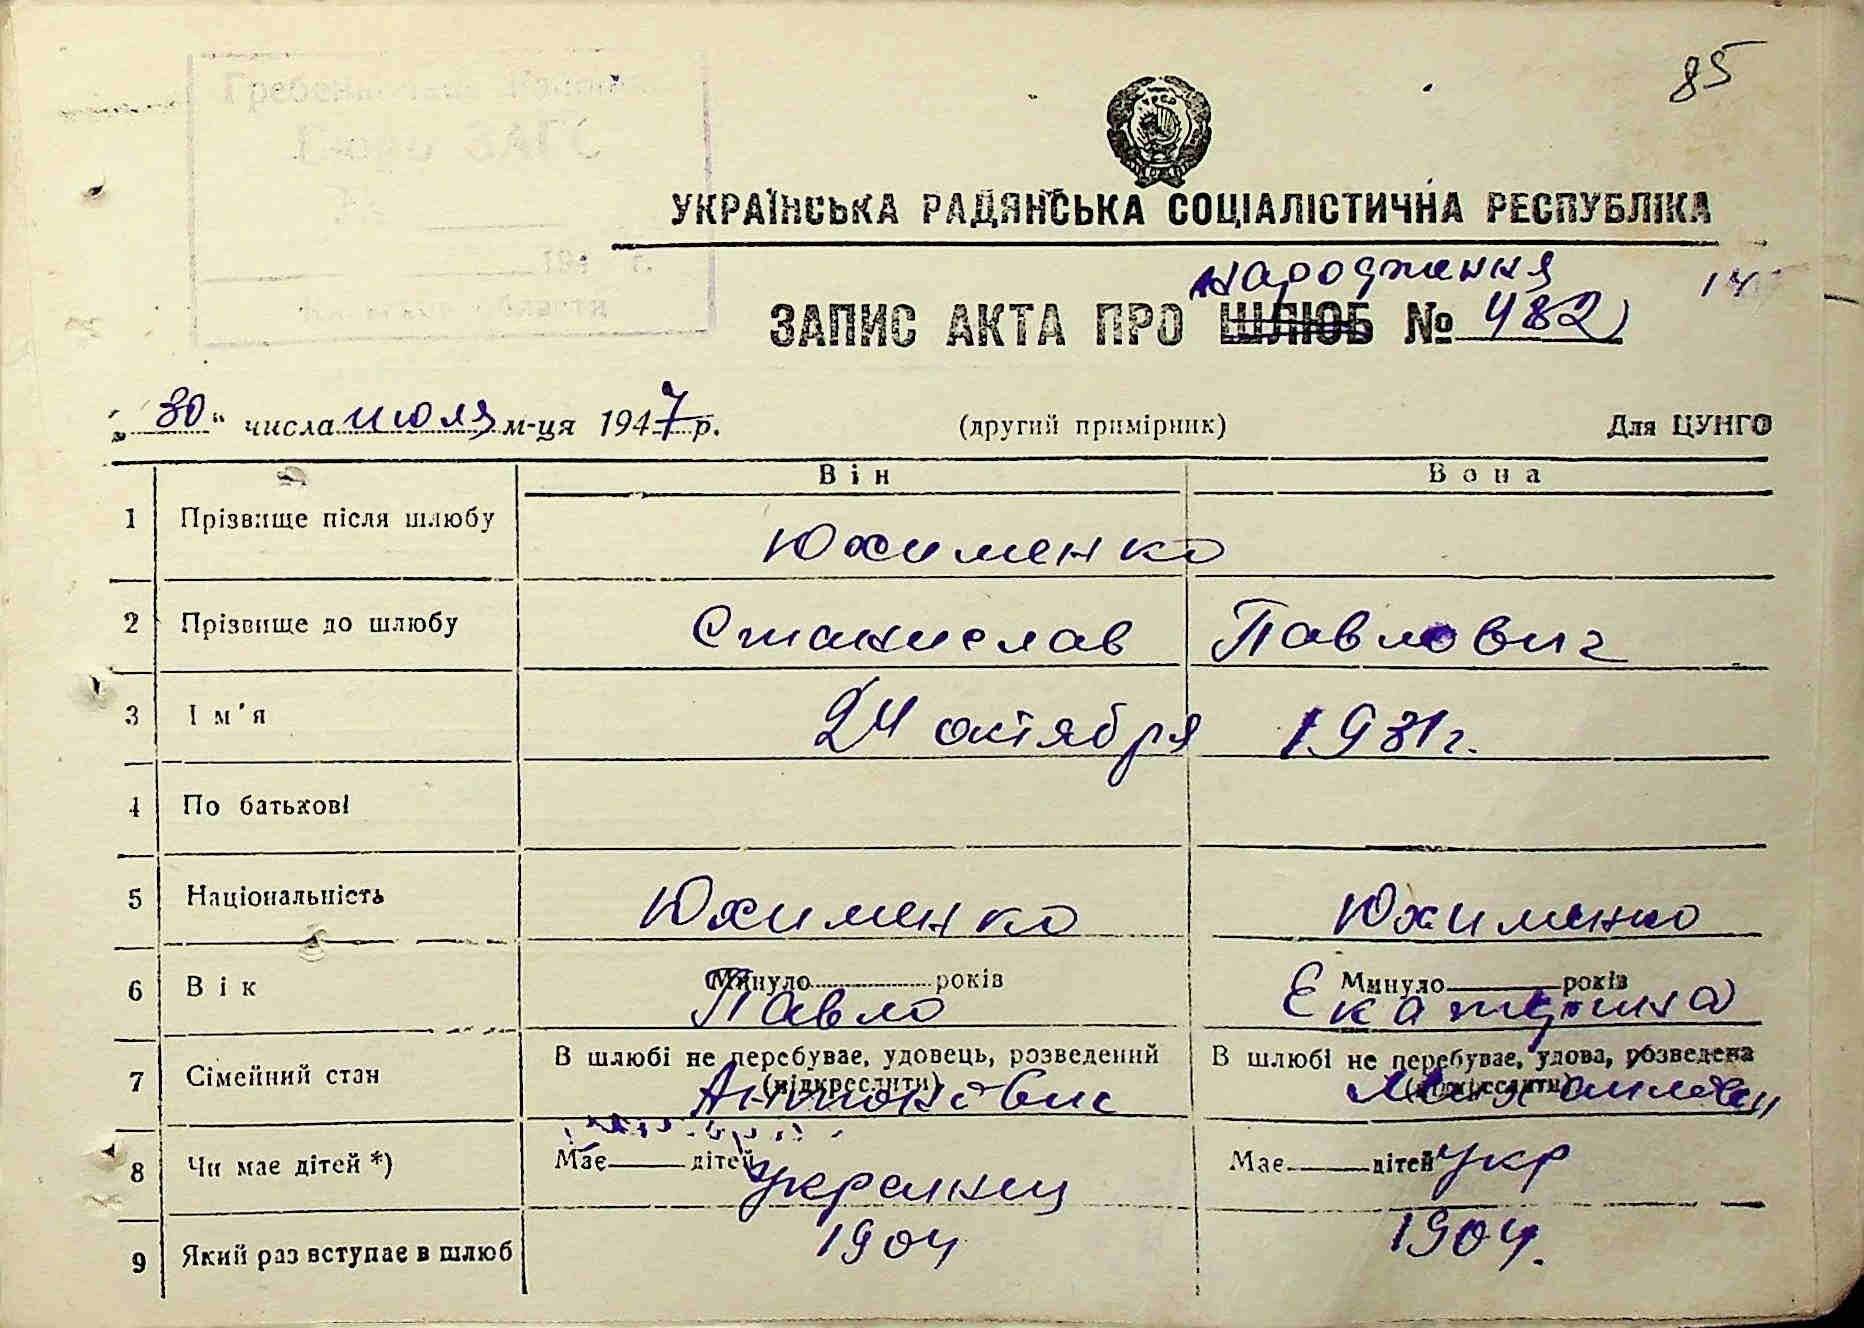 85
Бюро ЗАГС
УКРАЇНСЬКА РАДЯНСЬКА СОЦІАЛІСТИЧНА РЕСПУБЛІКА
народження
ЗАПИС АКТА ПРО ШЛЮБ № 482
„30“ числа июля м-ця 1947 р. (другий примірник) Для ЦУНГО
Він Вона
1 Прізвище після шлюбу Юхименко
2 Прізвище до шлюбу Станислав Павлович
3 Ім'я 24 октября 1931г.
4 По батькові
5 Національність Юхименко Юхименко
6 Вік Минуло років Минуло років
Павло Екатерина
7 Сімейний стан В шлюбі не перебуває, удовець, розведений В шлюбі не перебуває, удова, розведена
(підкреслити) (підкреслити)
Антонович
8 Чи має дітей *) Має дітей Має дітей укр
Украинец
9 Який раз вступає в шлюб 1904 1904.